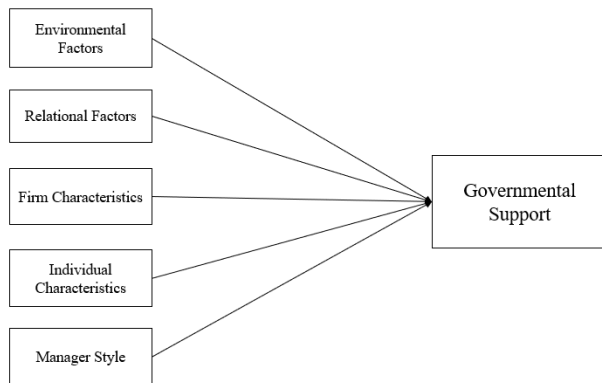 Environmental
Factors
Relational Factors
Firm Characteristics
Individual
Characteristics
Manager Style
Governmental
Support